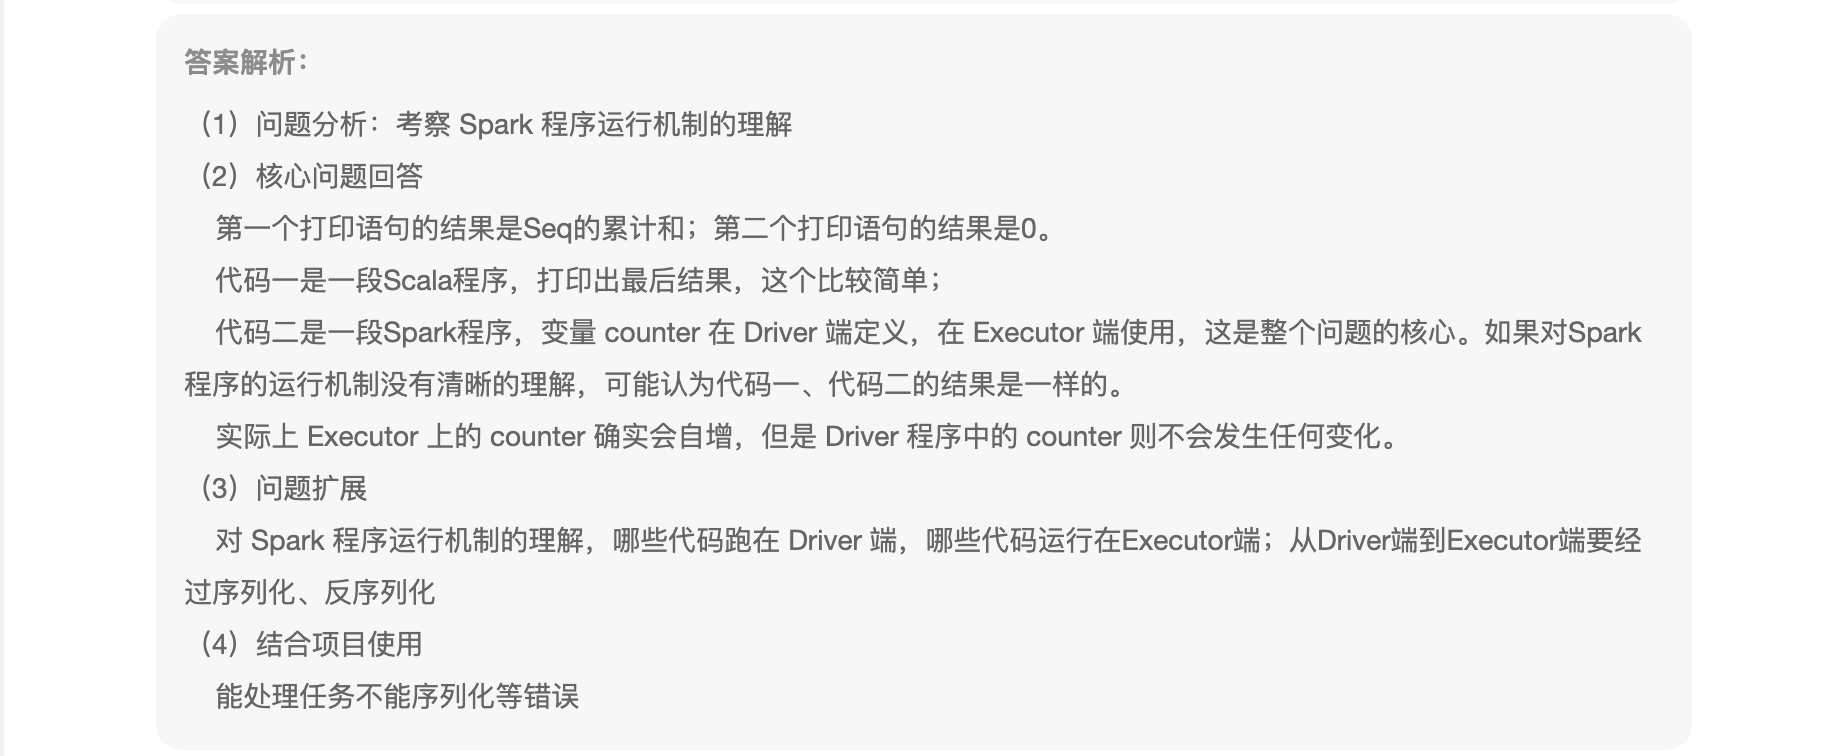 答案解析：
（1）问题分析：考察 Spark 程序运行机制的理解
（2）核心问题回答
第一个打印语句的结果是Seq的累计和；第二个打印语句的结果是0。
代码一是一段Scala程序，打印出最后结果，这个比较简单；
代码二是一段Spark程序，变量 counter 在 Driver 端定义，在 Executor 端使用，这是整个问题的核心。如果对Spark
程序的运行机制没有清晰的理解，可能认为代码一、代码二的结果是一样的。
实际上 Executor 上的 counter 确实会自增，但是 Driver 程序中的 counter 则不会发生任何变化。
（3）问题扩展
对 Spark 程序运行机制的理解，哪些代码跑在 Driver 端，哪些代码运行在Executor端；从Driver端到Executor端要经
过序列化、反序列化
（4）结合项目使用
能处理任务不能序列化等错误